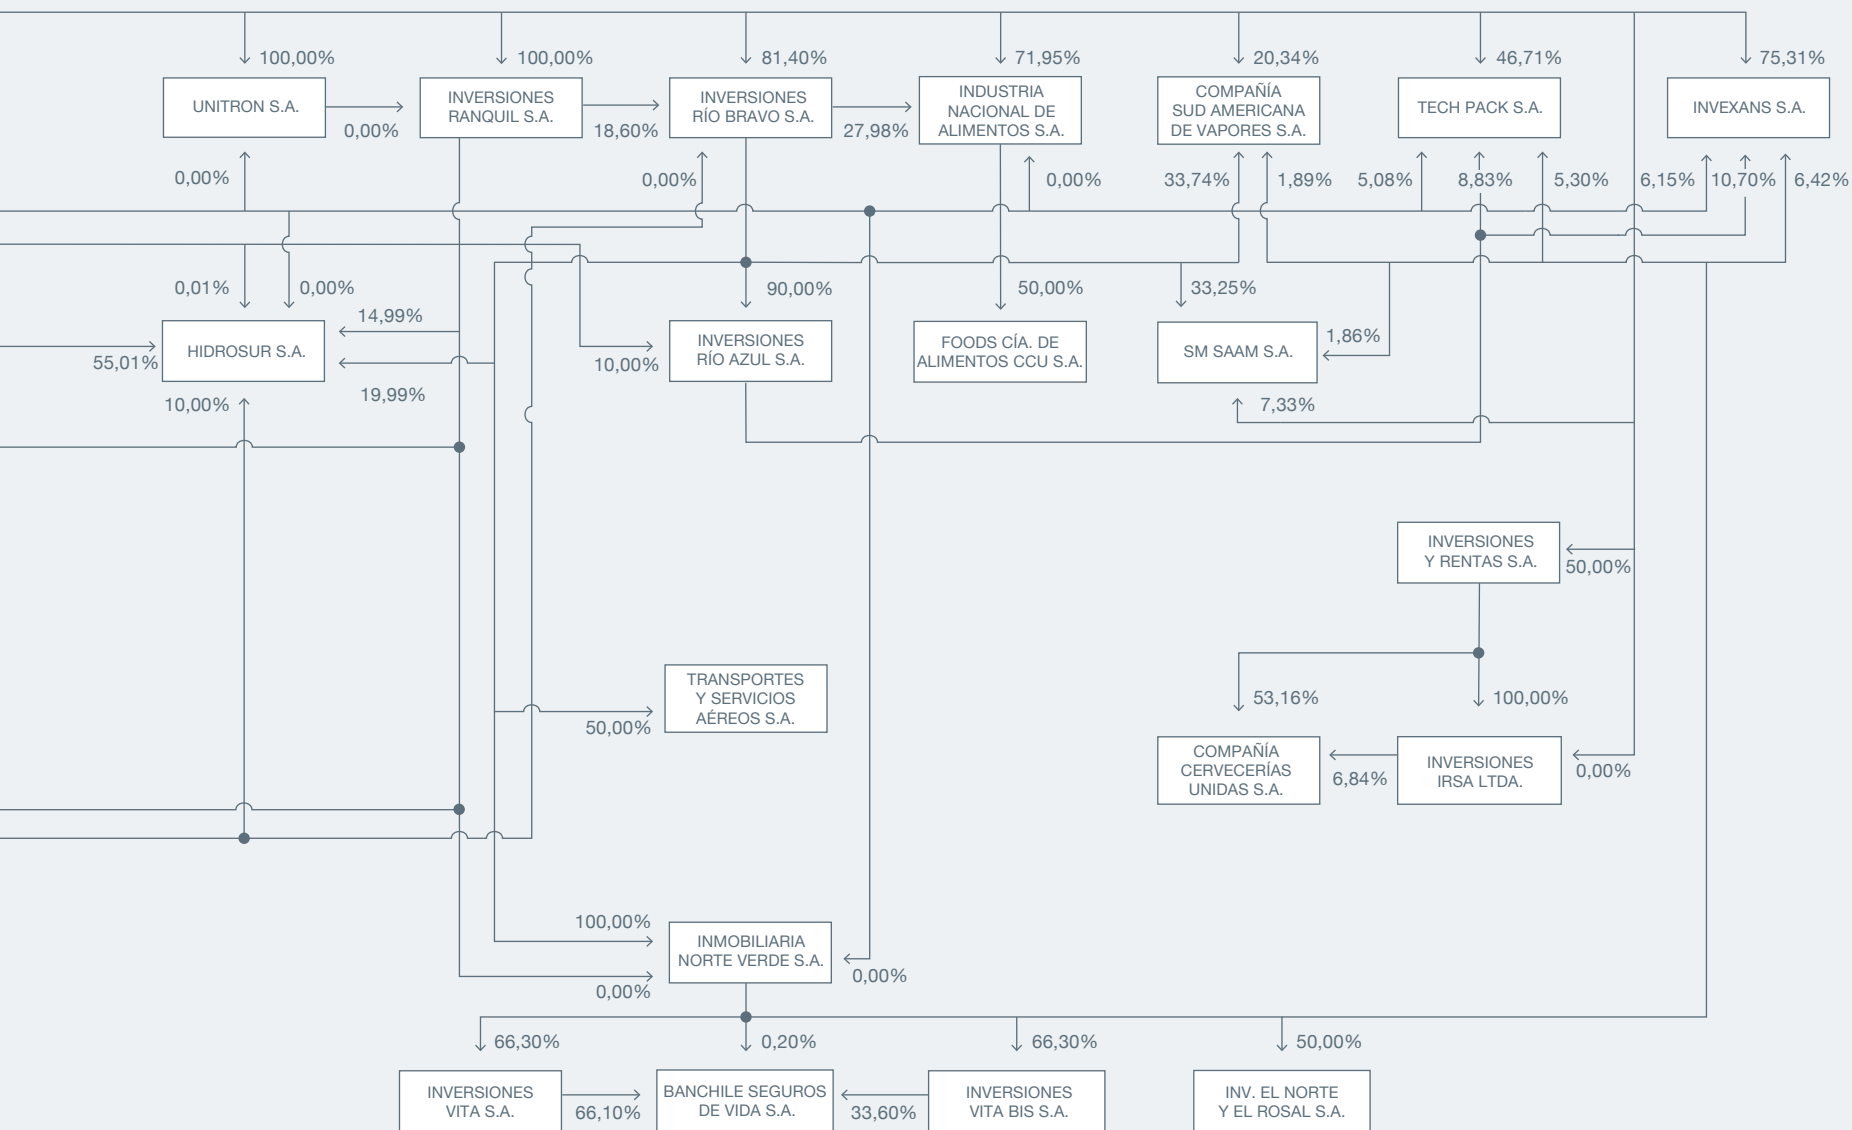 100,00%
100,00%
81,40%
71,95%
20,34%
46,71%
75,31%
UNITRON S.A.
0,00%
INVERSIONES
RANQUIL S.A.
18,60%
INVERSIONES
RÍO BRAVO S.A.
27,98%
INDUSTRIA
NACIONAL DE
ALIMENTOS S.A.
COMPAÑÍA
SUD AMERICANA
DE VAPORES S.A.
TECH PACK S.A.
INVEXANS S.A.
0,00%
0,00%
0,00%
33,74%
1,89%
5,08%
8,83%
5,30%
6,15%
10,70%
6,42%
0,01%
0,00%
14,99%
90,00%
50,00%
33,25%
55,01%
HIDROSUR S.A.
19,99%
10,00%
INVERSIONES
RÍO AZUL S.A.
FOODS CÍA. DE
ALIMENTOS CCU S.A.
SM SAAM S.A.
1,86%
10,00%
7,33%
INVERSIONES
Y RENTAS S.A.
50,00%
TRANSPORTES
Y SERVICIOS
AÉREOS S.A.
50,00%
53,16%
100,00%
COMPAÑÍA
CERVECERÍAS
UNIDAS S.A.
6,84%
INVERSIONES
IRSA LTDA.
0,00%
100,00%
INMOBILIARIA
NORTE VERDE S.A.
0,00%
0,00%
66,30%
0,20%
66,30%
50,00%
INVERSIONES
VITA S.A.
66,10%
BANCHILE SEGUROS
DE VIDA S.A.
33,60%
INVERSIONES
VITA BIS S.A.
INV. EL NORTE
Y EL ROSAL S.A.